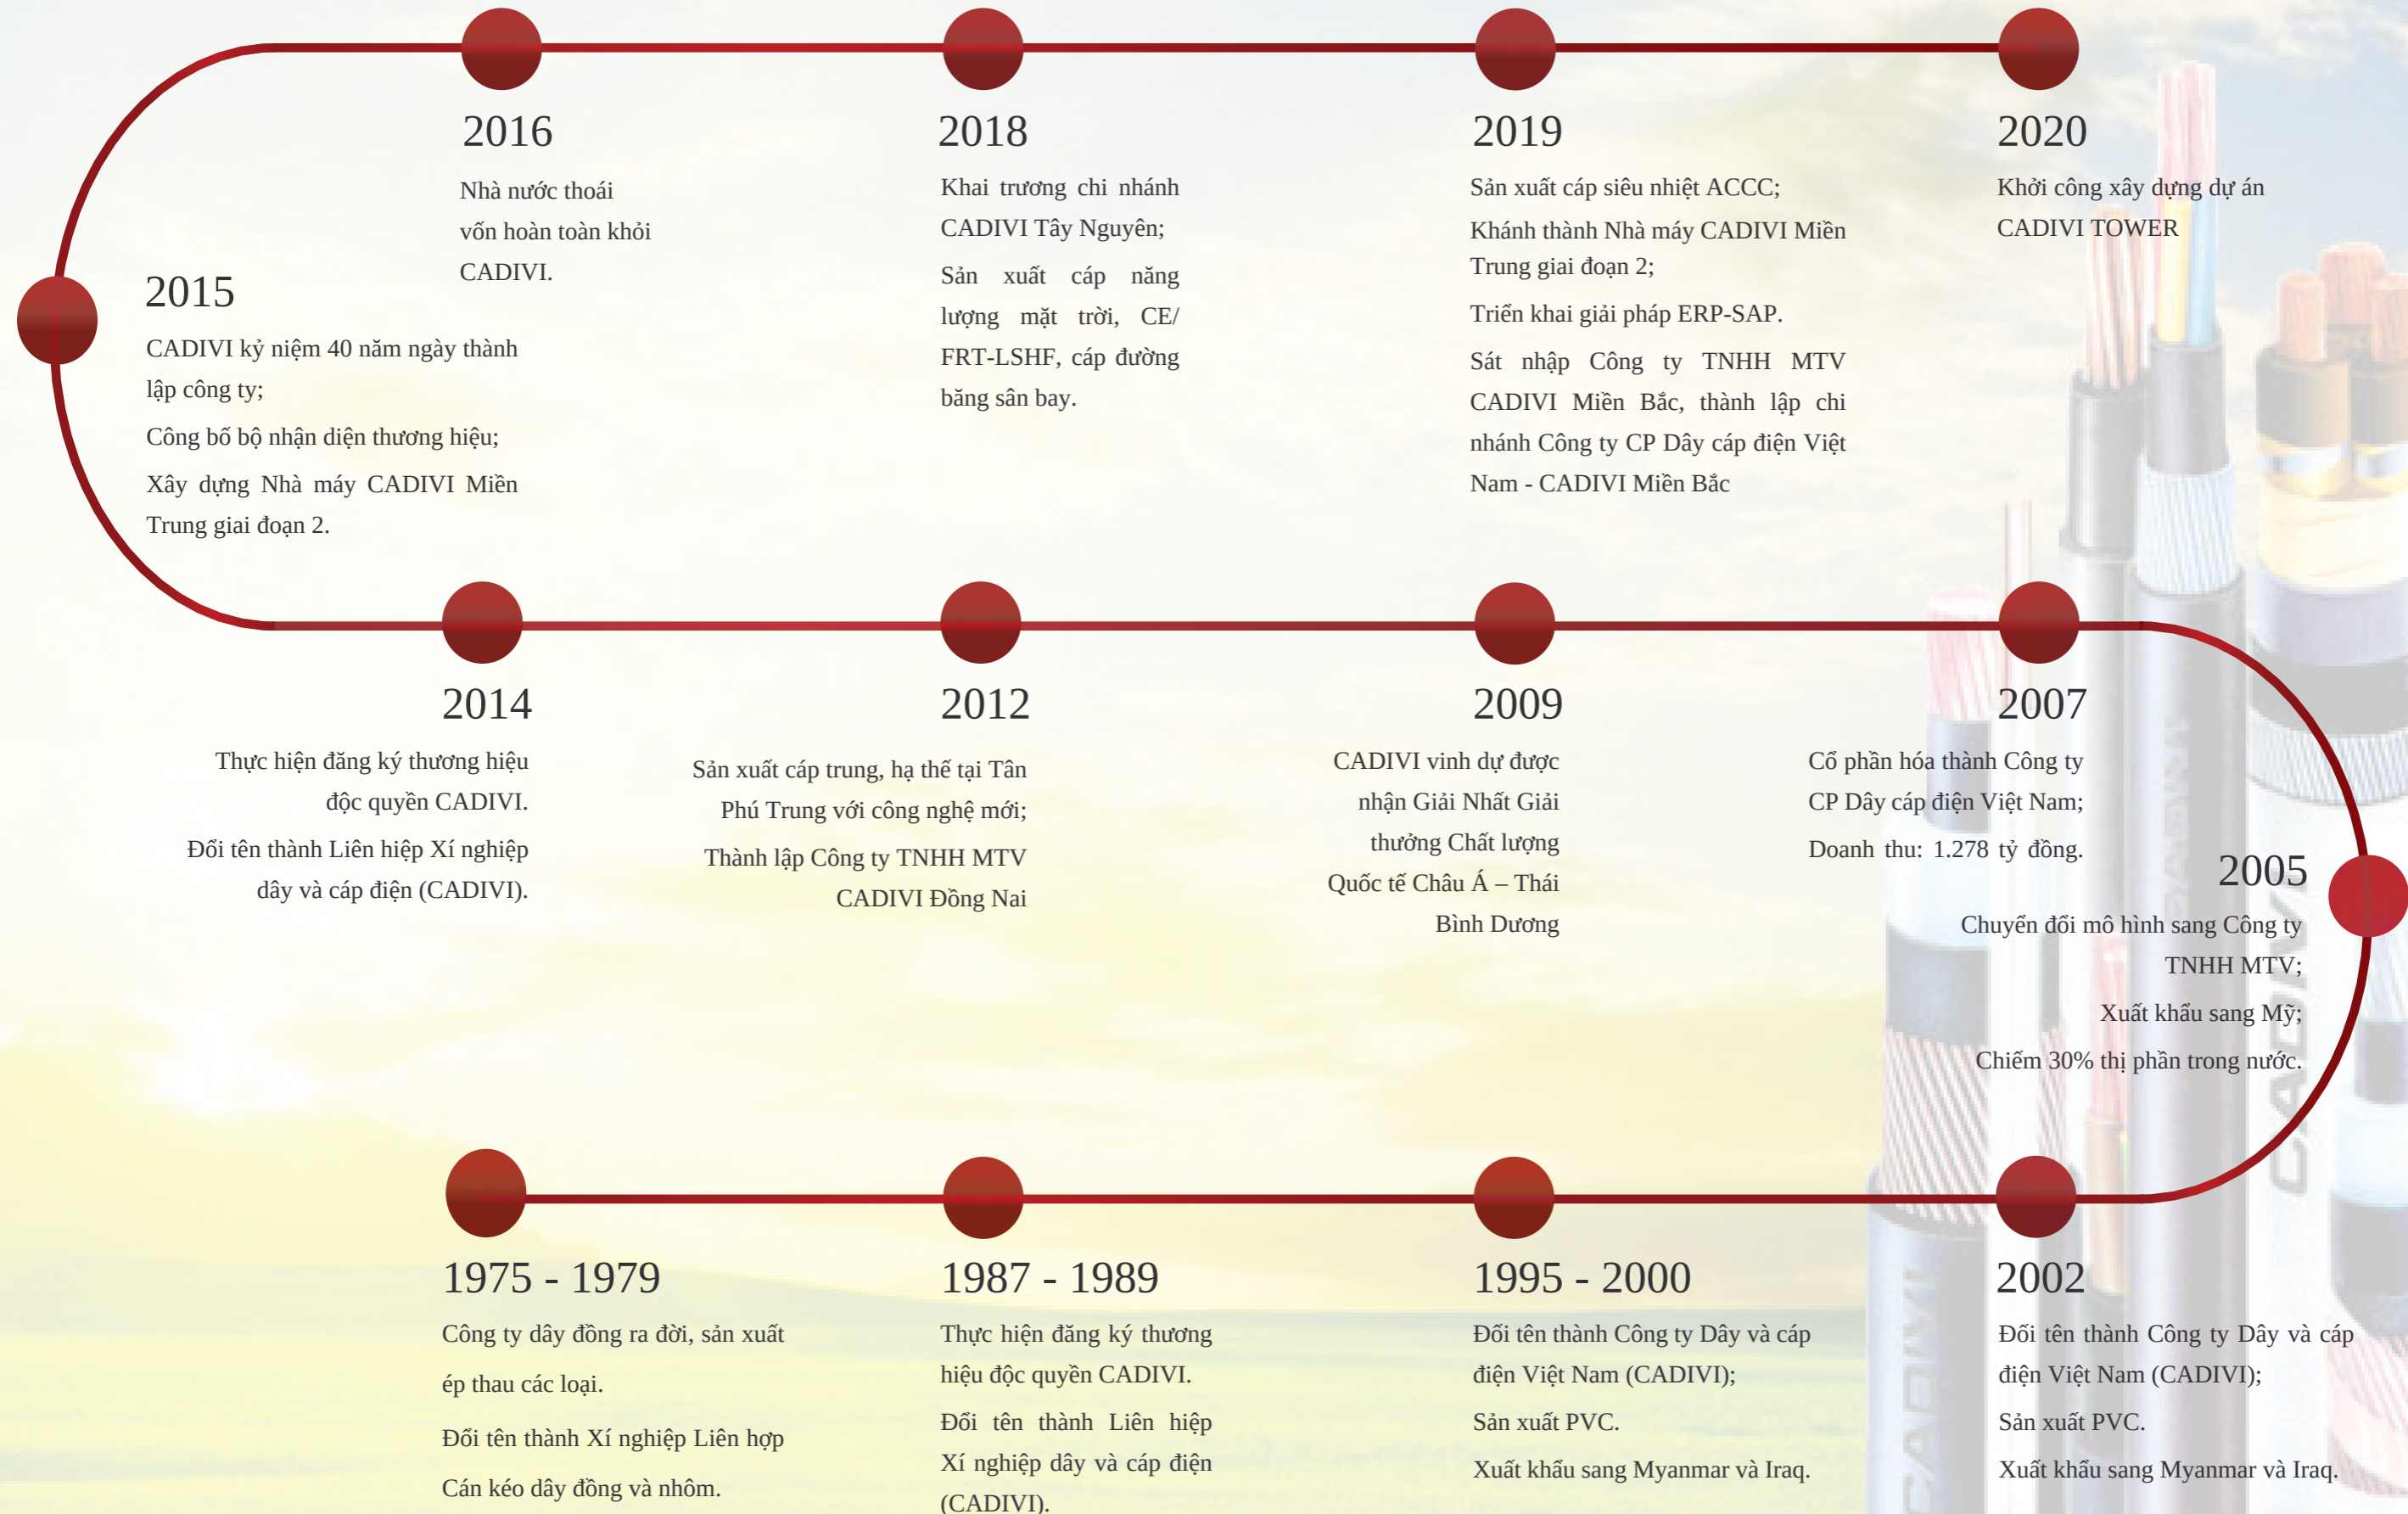 2016
Nhà nước thoái
vốn hoàn toàn khỏi
CADIVI.
2018
Khai trương chi nhánh
CADIVI Tây Nguyên;
Sản xuất cáp năng
lượng mặt trời, CE/
FRT-LSHF, cáp đường
băng sân bay.
2019
Sản xuất cáp siêu nhiệt ACCC;
Khánh thành Nhà máy CADIVI Miền
Trung giai đoạn 2;
Triển khai giải pháp ERP-SAP.
Sát nhập Công ty TNHH MTV
CADIVI Miền Bắc, thành lập chi
nhánh Công ty CP Dây cáp điện Việt
Nam - CADIVI Miền Bắc
2020
Khởi công xây dựng dự án
CADIVI TOWER
2015
CADIVI kỷ niệm 40 năm ngày thành
lập công ty;
Công bố bộ nhận diện thương hiệu;
Xây dựng Nhà máy CADIVI Miền
Trung giai đoạn 2.
2014
Thực hiện đăng ký thương hiệu
độc quyền CADIVI.
Đổi tên thành Liên hiệp Xí nghiệp
dây và cáp điện (CADIVI).
2012
Sản xuất cáp trung, hạ thế tại Tân
Phú Trung với công nghệ mới;
Thành lập Công ty TNHH MTV
CADIVI Đồng Nai
2009
CADIVI vinh dự được
nhận Giải Nhất Giải
thưởng Chất lượng
Quốc tế Châu Á – Thái
Bình Dương
2007
Cổ phần hóa thành Công ty
CP Dây cáp điện Việt Nam;
Doanh thu: 1.278 tỷ đồng.
2005
Chuyển đổi mô hình sang Công ty
TNHH MTV;
Xuất khẩu sang Mỹ;
Chiếm 30% thị phần trong nước.
CADIVI
CADIVI
1975 - 1979
Công ty dây đồng ra đời, sản xuất
ép thau các loại.
Đổi tên thành Xí nghiệp Liên hợp
Cán kéo dây đồng và nhôm.
1987 - 1989
Thực hiện đăng ký thương
hiệu độc quyền CADIVI.
Đổi tên thành Liên hiệp
Xí nghiệp dây và cáp điện
(CADIVI).
1995 - 2000
Đối tên thành Công ty Dây và cáp
điện Việt Nam (CADIVI);
Sản xuất PVC.
Xuất khẩu sang Myanmar và Iraq.
2002
Đối tên thành Công ty Dây và cáp
điện Việt Nam (CADIVI);
Sản xuất PVC.
Xuất khẩu sang Myanmar và Iraq.
CADIVI